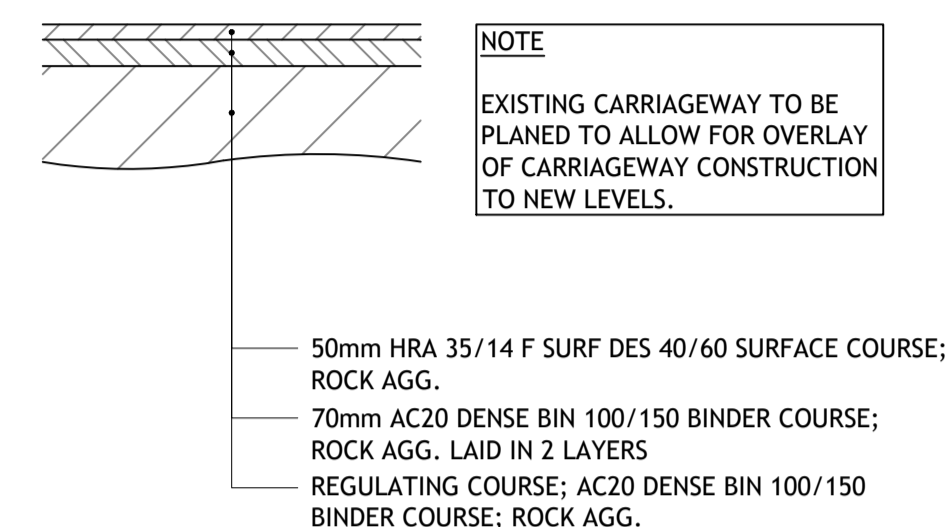 NOTE
EXISTING CARRIAGEWAY TO BE
PLANED TO ALLOW FOR OVERLAY
OF CARRIAGEWAY CONSTRUCTION
TO NEW LEVELS.
50mm HRA 35/14 F SURF DES 40/60 SURFACE COURSE;
ROCK AGG.
70mm AC20 DENSE BIN 100/150 BINDER COURSE;
ROCK AGG. LAID IN 2 LAYERS
REGULATING COURSE; AC20 DENSE BIN 100/150
BINDER COURSE; ROCK AGG.